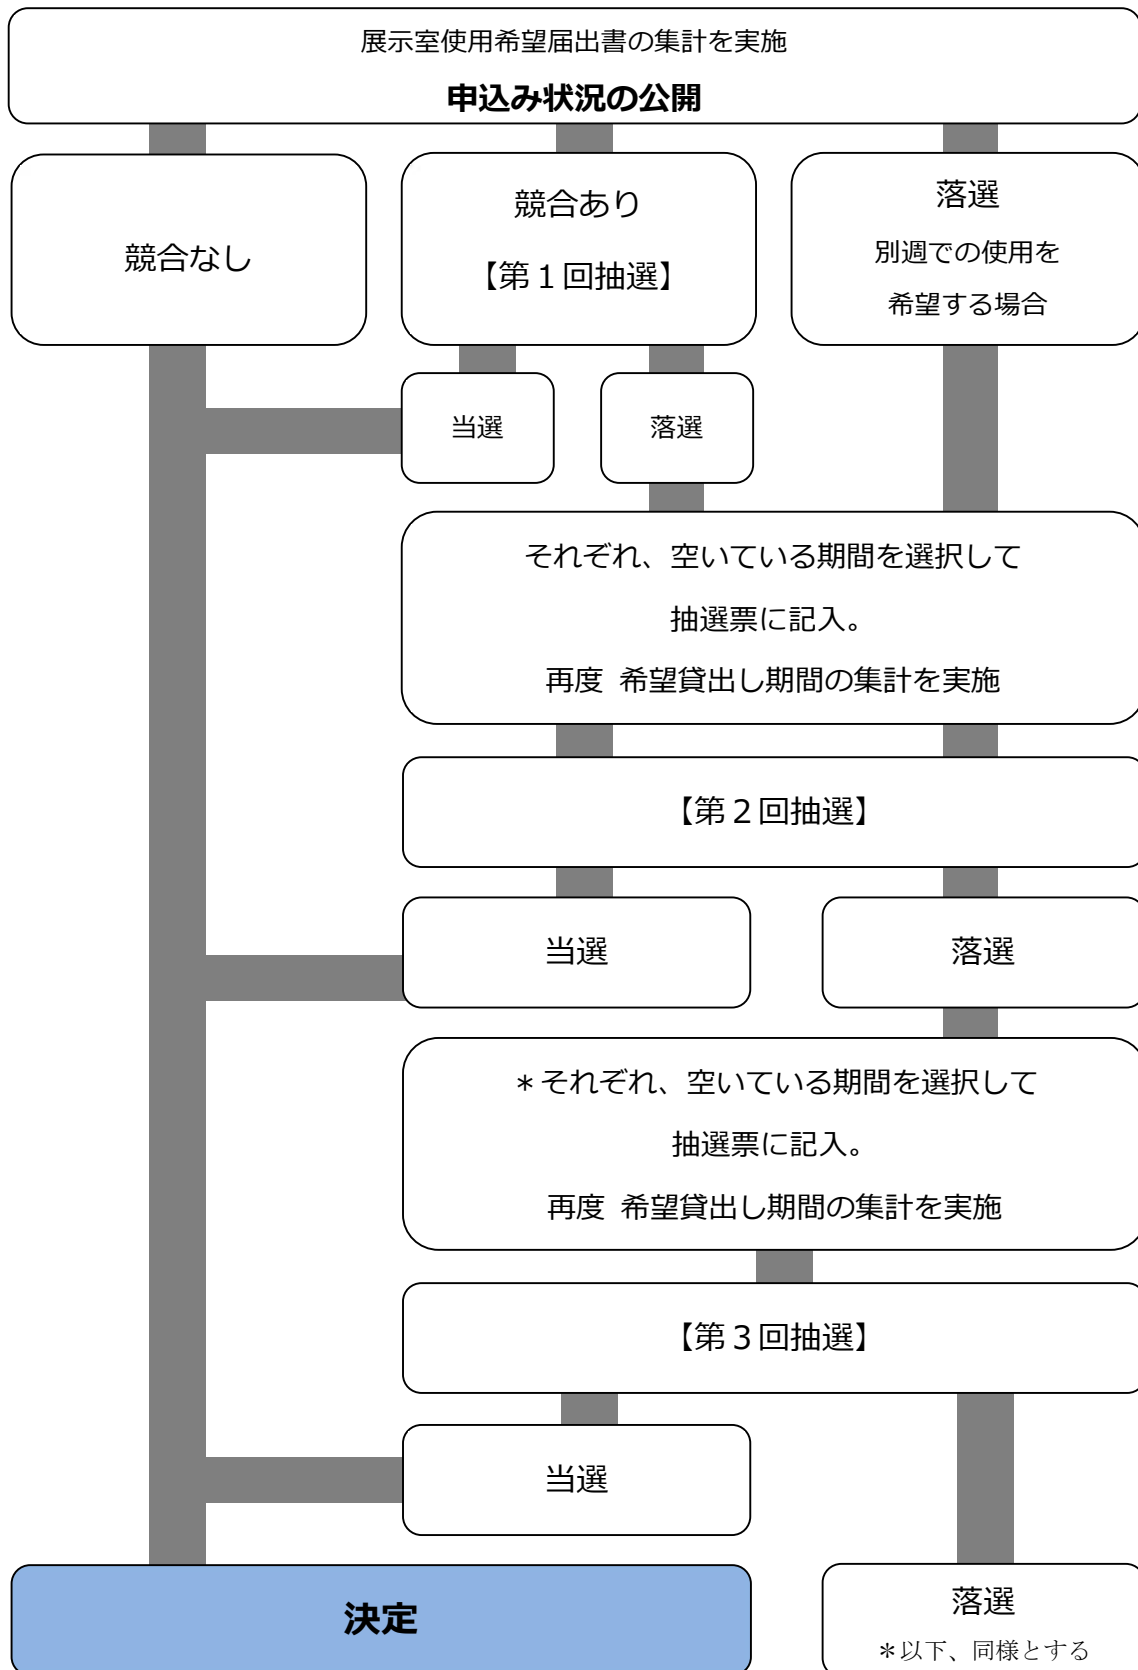 展示室使用希望届出書の集計を実施
申込み状況の公開
競合なし
競合あり
【第１回抽選】
落選
別週での使用を
希望する場合
当選
落選
それぞれ、空いている期間を選択して
抽選票に記入。
再度 希望貸出し期間の集計を実施
【第２回抽選】
当選
落選
＊それぞれ、空いている期間を選択して
抽選票に記入。
再度 希望貸出し期間の集計を実施
【第３回抽選】
当選
決定
落選
＊以下、同様とする